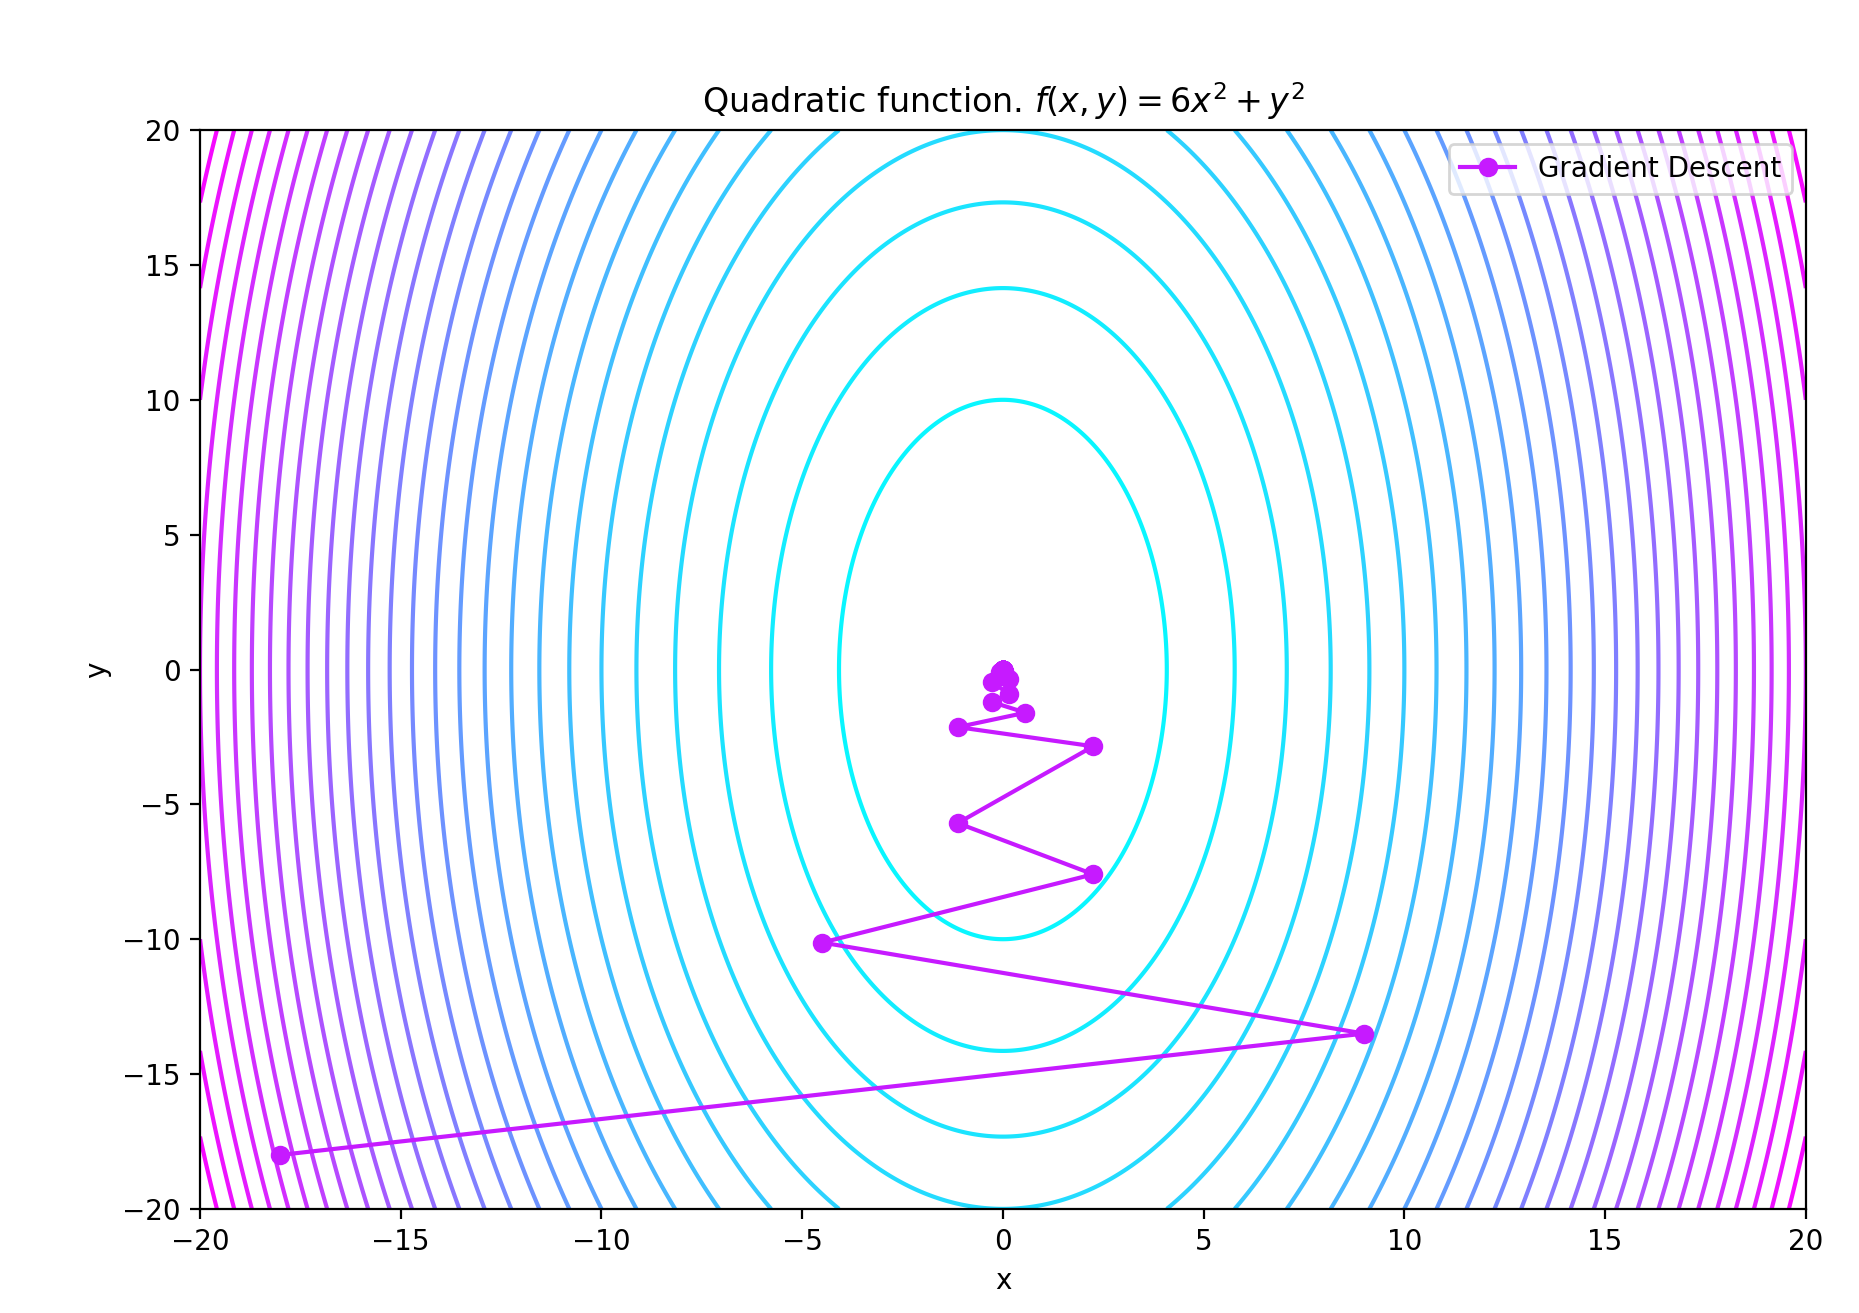 Quadratic function. f(x, y) = 6x² + y²
Gradient Descent
20
15
10
5
0
−5
−10
−15
−20
y
−20 −15 −10 −5 0 5 10 15 20
x